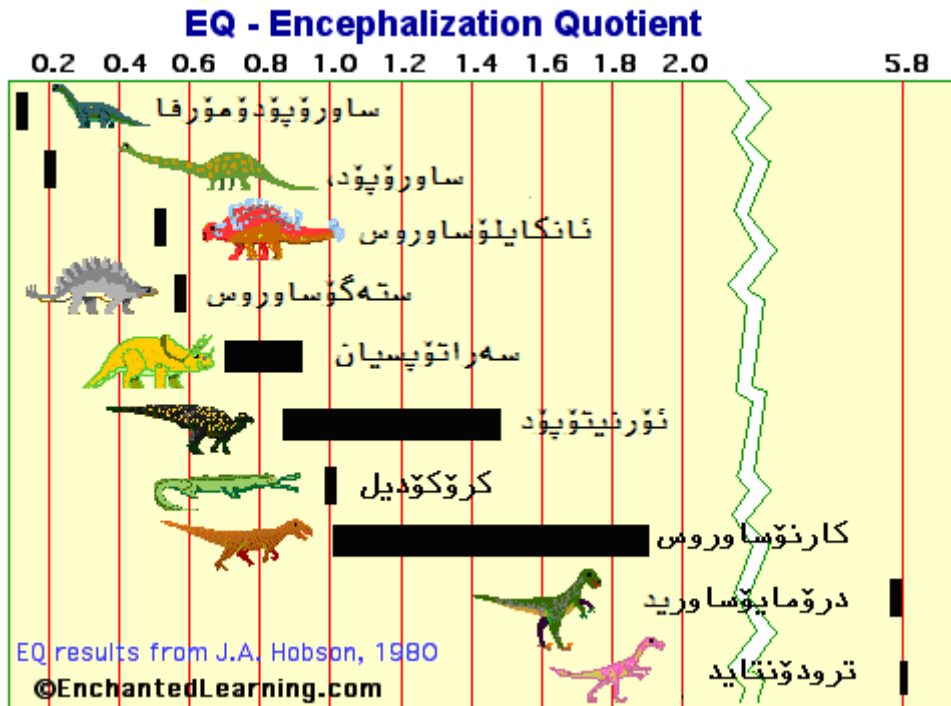 EQ - Encephalization Quotient
0.2 0.4 0.6 0.8 1.0 1.2 1.4 1.6 1.8 2.0 5.8
ساورۆپۆدۆمۆرفا
ساورۆپۆد،
ئانکایلۆساوروس
ستەگۆساوروس
سەراتۆپسیان
ئۆرنیتۆپۆد
کرۆکۆدیل
کارنۆساوروس
درۆمایۆساورید
ترودۆنتاید
EQ results from J.A. Hobson, 1980
©EnchantedLearning.com